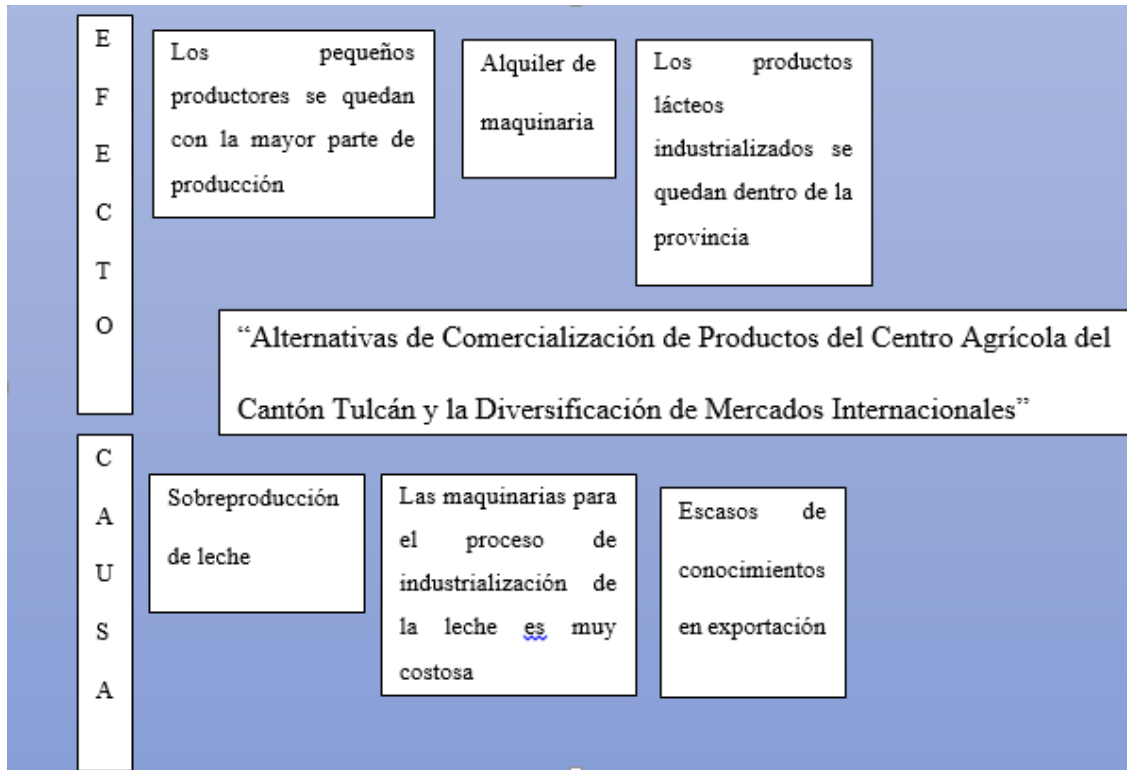 E
F
E
C
T
O
Los pequeños
productores se quedan
con la mayor parte de
producción
Alquiler de
maquinaria
Los productos
lácteos
industrializados se
quedan dentro de la
provincia
“Alternativas de Comercialización de Productos del Centro Agrícola del
Cantón Tulcán y la Diversificación de Mercados Internacionales”
C
A
U
S
A
Sobreproducción
de leche
Las maquinarias para
el proceso de
industrialización de
la leche es muy
costosa
Escasos de
conocimientos
en exportación